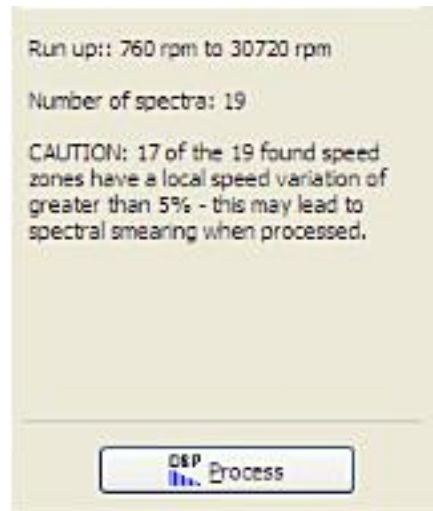 Run up:: 760 rpm to 30720 rpm
Number of spectra: 19
CAUTION: 17 of the 19 found speed
zones have a local speed variation of
greater than 5% - this may lead to
spectral smearing when processed.
DSP
Process